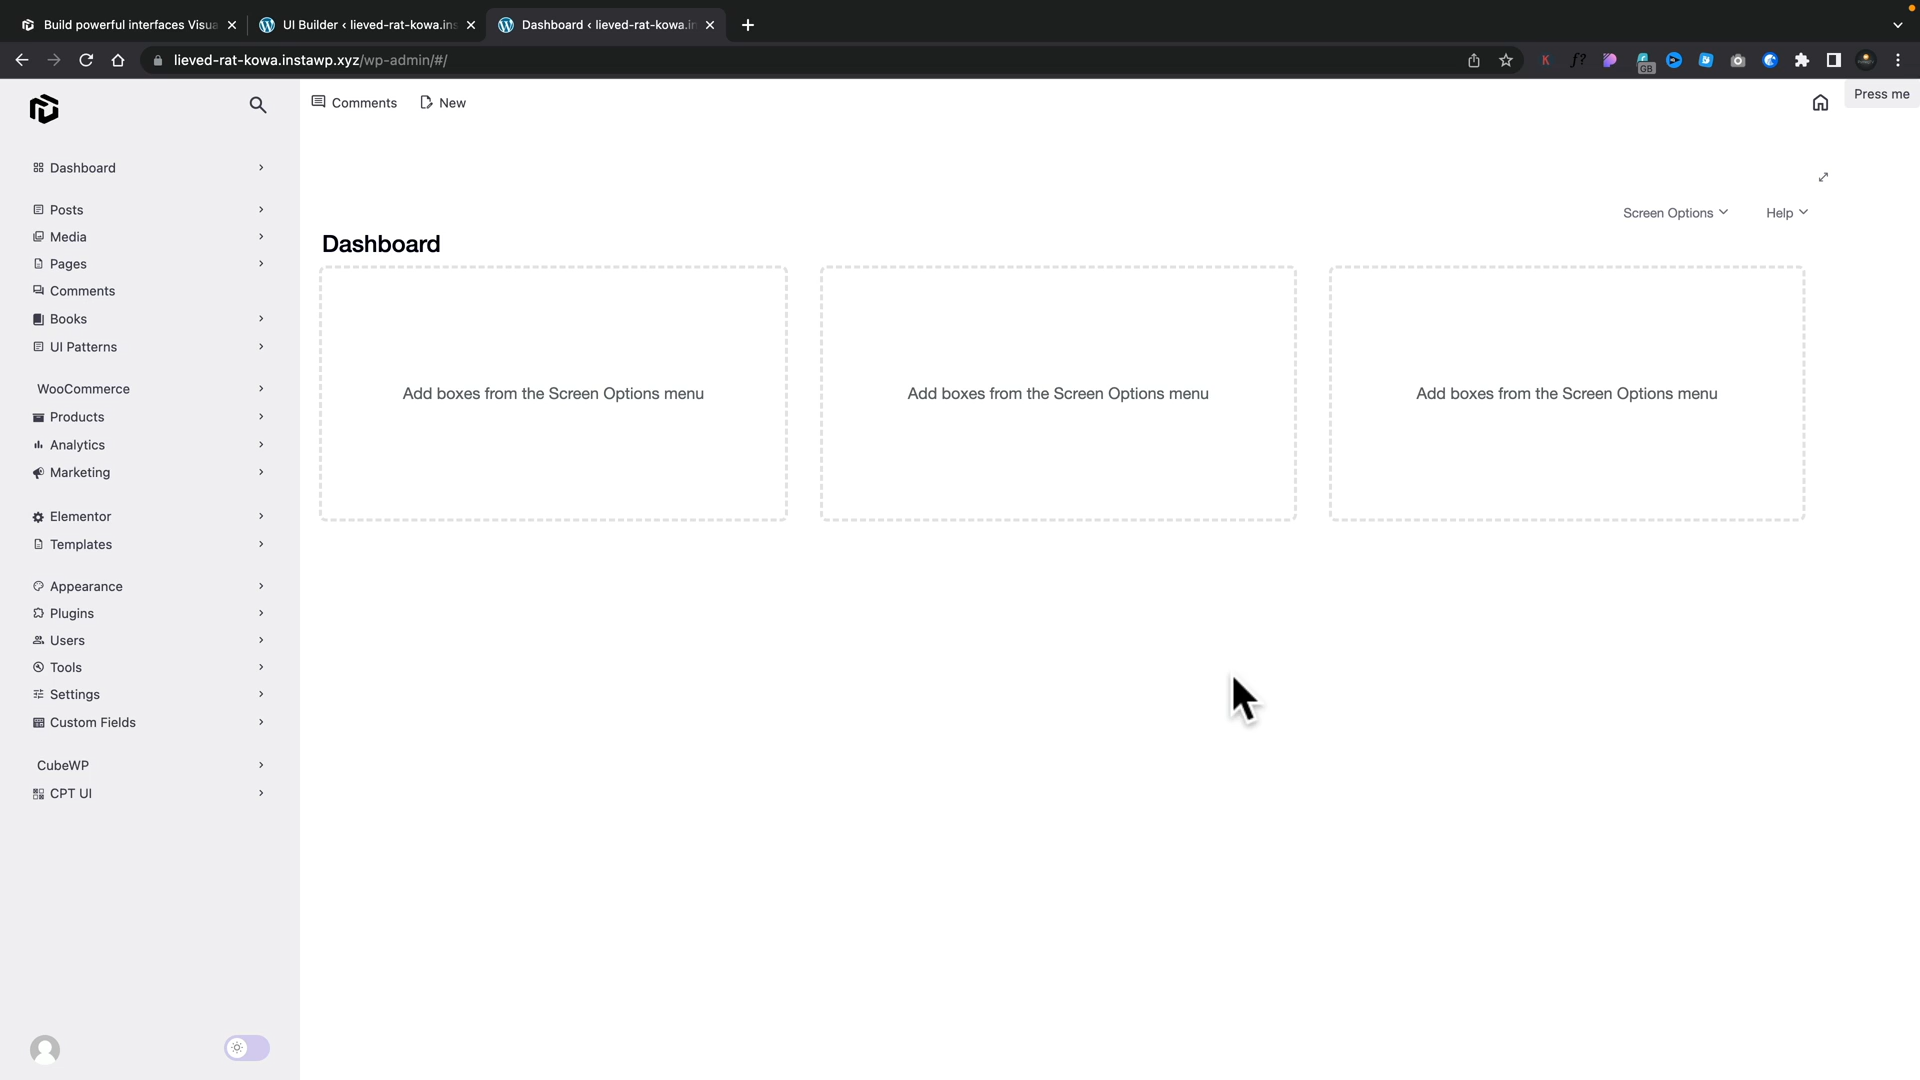 Build powerful interfaces Visua
UI Builder ‹ lieved-rat-kowa.ins
Dashboard ‹ lieved-rat-kowa.in
lieved-rat-kowa.instawp.xyz/wp-admin/#/
K
f?
GB
Comments
New
Press me
Dashboard
Posts
Media
Pages
Comments
Books
UI Patterns
WooCommerce
Products
Analytics
Marketing
Elementor
Templates
Appearance
Plugins
Users
Tools
Settings
Custom Fields
CubeWP
CPT UI
Screen Options
Help
Dashboard
Add boxes from the Screen Options menu
Add boxes from the Screen Options menu
Add boxes from the Screen Options menu